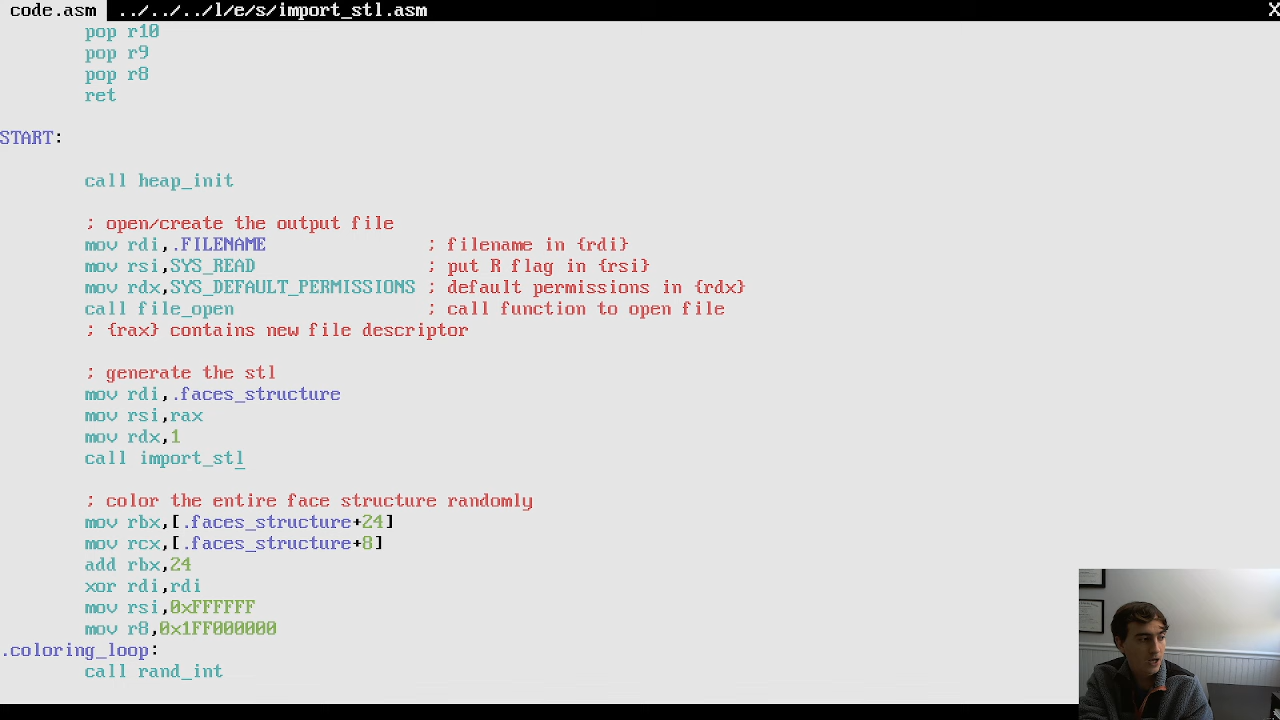 code.asm ../../../l/e/s/import_stl.asm X
pop r10
pop r9
pop r8
ret
START:
call heap_init
; open/create the output file
mov rdi,.FILENAME ; filename in {rdi}
mov rsi,SYS_READ ; put R flag in {rsi}
mov rdx,SYS_DEFAULT_PERMISSIONS ; default permissions in {rdx}
call file_open ; call function to open file
; {rax} contains new file descriptor
; generate the stl
mov rdi,.faces_structure
mov rsi,rax
mov rdx,1
call import_stl
; color the entire face structure randomly
mov rbx,[.faces_structure+24]
mov rcx,[.faces_structure+8]
add rbx,24
xor rdi,rdi
mov rsi,0xFFFFFF
mov r8,0x1FF000000
.coloring_loop:
call rand_int